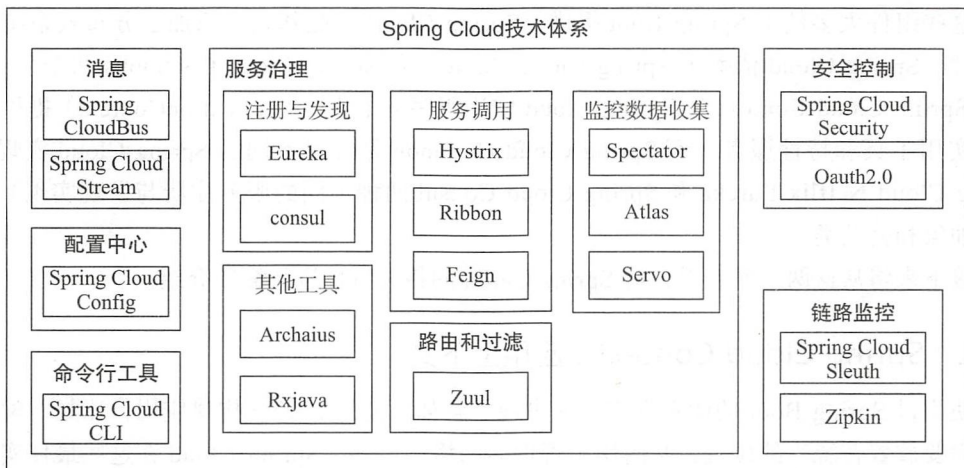 Spring Cloud技术体系
消息
Spring
CloudBus
Spring Cloud
Stream
配置中心
Spring Cloud
Config
命令行工具
Spring Cloud
CLI
服务治理
注册与发现
Eureka
consul
其他工具
Archaius
Rxjava
服务调用
Hystrix
Ribbon
Feign
路由和过滤
Zuul
监控数据收集
Spectator
Atlas
Servo
安全控制
Spring Cloud
Security
Oauth2.0
链路监控
Spring Cloud
Sleuth
Zipkin